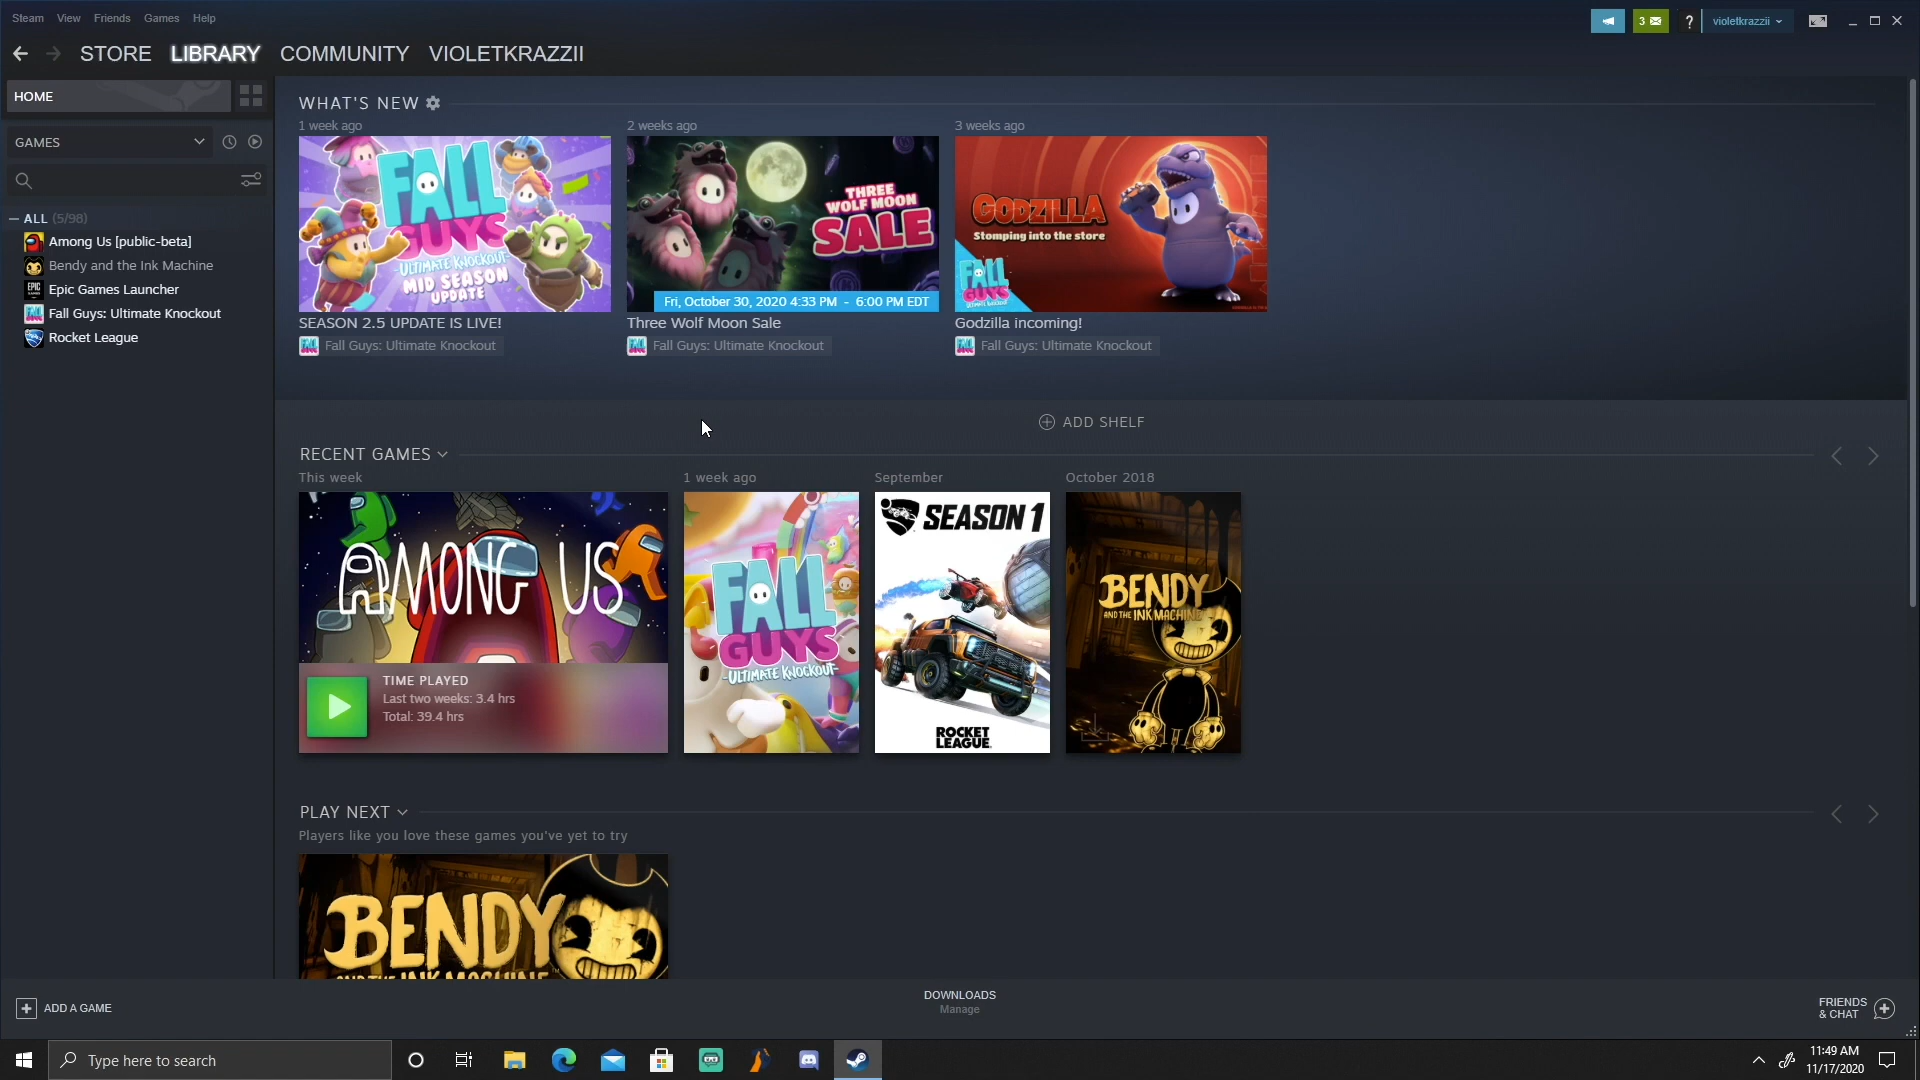 Steam View Friends Games Help
3
?
violetkrazzii
STORE LIBRARY COMMUNITY VIOLETKRAZZII
HOME
GAMES
ALL (5/98)
Among Us [public-beta]
Bendy and the Ink Machine
Epic Games Launcher
Fall Guys: Ultimate Knockout
Rocket League
WHAT'S NEW
1 week ago
FALL
GUYS
-ULTIMATE KNOCKOUT-
MID SEASON
UPDATE
SEASON 2.5 UPDATE IS LIVE!
Fall Guys: Ultimate Knockout
2 weeks ago
THREE
WOLF MOON
SALE
Fri, October 30, 2020 4:33 PM - 6:00 PM EDT
Three Wolf Moon Sale
Fall Guys: Ultimate Knockout
3 weeks ago
GODZILLA
Stomping into the store
FALL
GUYS
Godzilla incoming!
Fall Guys: Ultimate Knockout
ADD SHELF
RECENT GAMES
This week
AMONG US
TIME PLAYED
Last two weeks: 3.4 hrs
Total: 39.4 hrs
1 week ago
FALL
GUYS
-ULTIMATE KNOCKOUT-
September
SEASON 1
ROCKET
LEAGUE
October 2018
BENDY
AND THE INK MACHINE
PLAY NEXT
Players like you love these games you've yet to try
BENDY
AND THE INK MACHINE
ADD A GAME
DOWNLOADS
Manage
FRIENDS
& CHAT
Type here to search
11:49 AM
11/17/2020